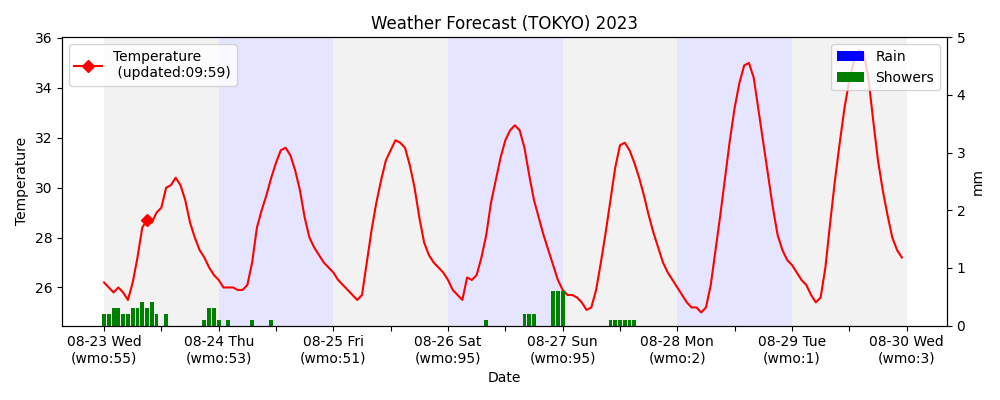 Weather Forecast (TOKYO) 2023
Temperature
(updated:09:59)
Rain
Showers
Temperature
36
34
32
30
28
26
5
4
3
2
1
0
mm
08-23 Wed
(wmo:55)
08-24 Thu
(wmo:53)
08-25 Fri
(wmo:51)
08-26 Sat
(wmo:95)
08-27 Sun
(wmo:95)
08-28 Mon
(wmo:2)
08-29 Tue
(wmo:1)
08-30 Wed
(wmo:3)
Date